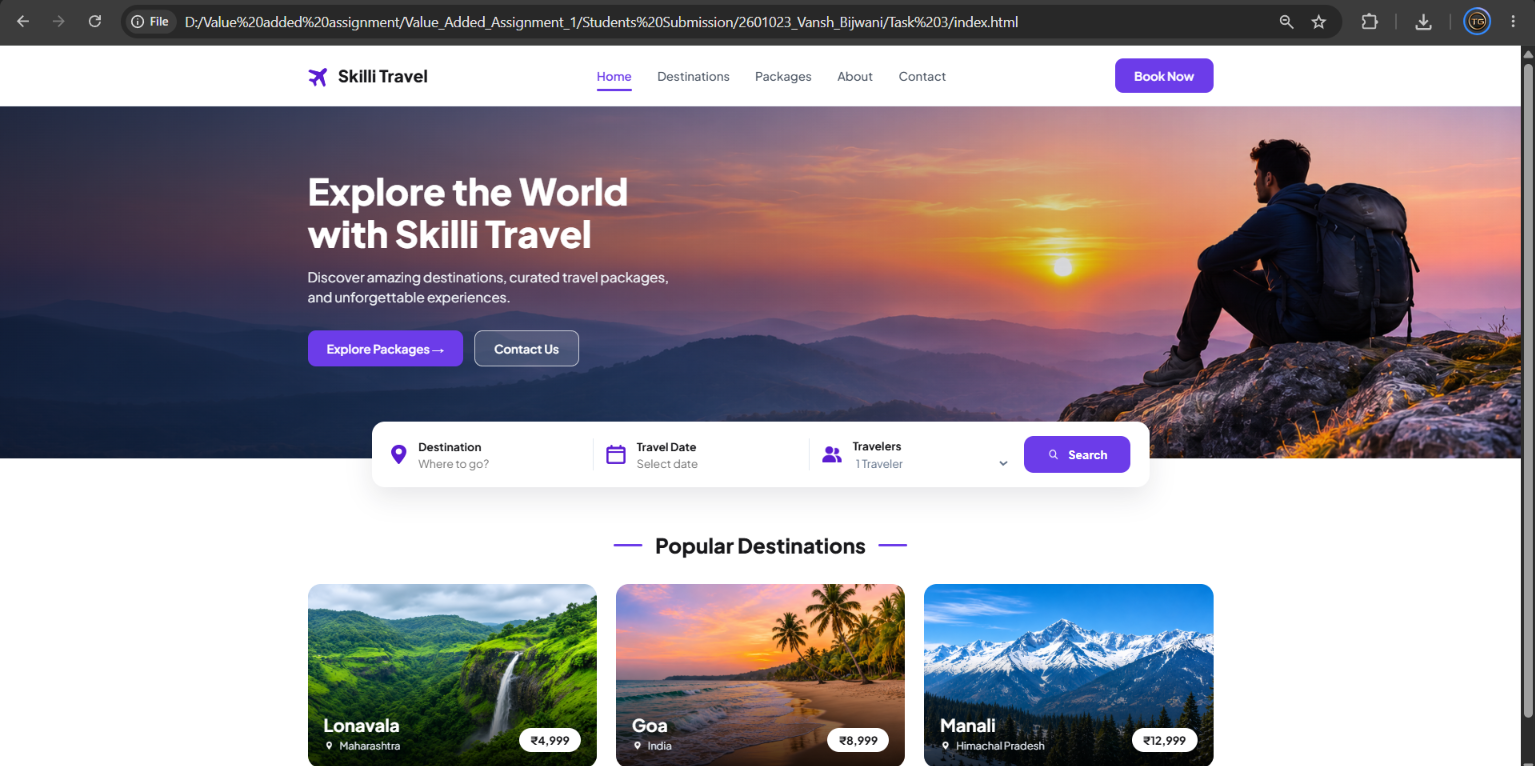 File D:/Value%20added%20assignment/Value_Added_Assignment_1/Students%20Submission/2601023_Vansh_Bijwani/Task%203/index.html
TG
Skilli Travel
Home Destinations Packages About Contact
Book Now
Explore the World
with Skilli Travel
Discover amazing destinations, curated travel packages,
and unforgettable experiences.
Explore Packages→ Contact Us
Destination
Where to go?
Travel Date
Select date
Travelers
1 Traveler
Search
Popular Destinations
Lonavala
Maharashtra
₹4,999
Goa
India
₹8,999
Manali
Himachal Pradesh
₹12,999